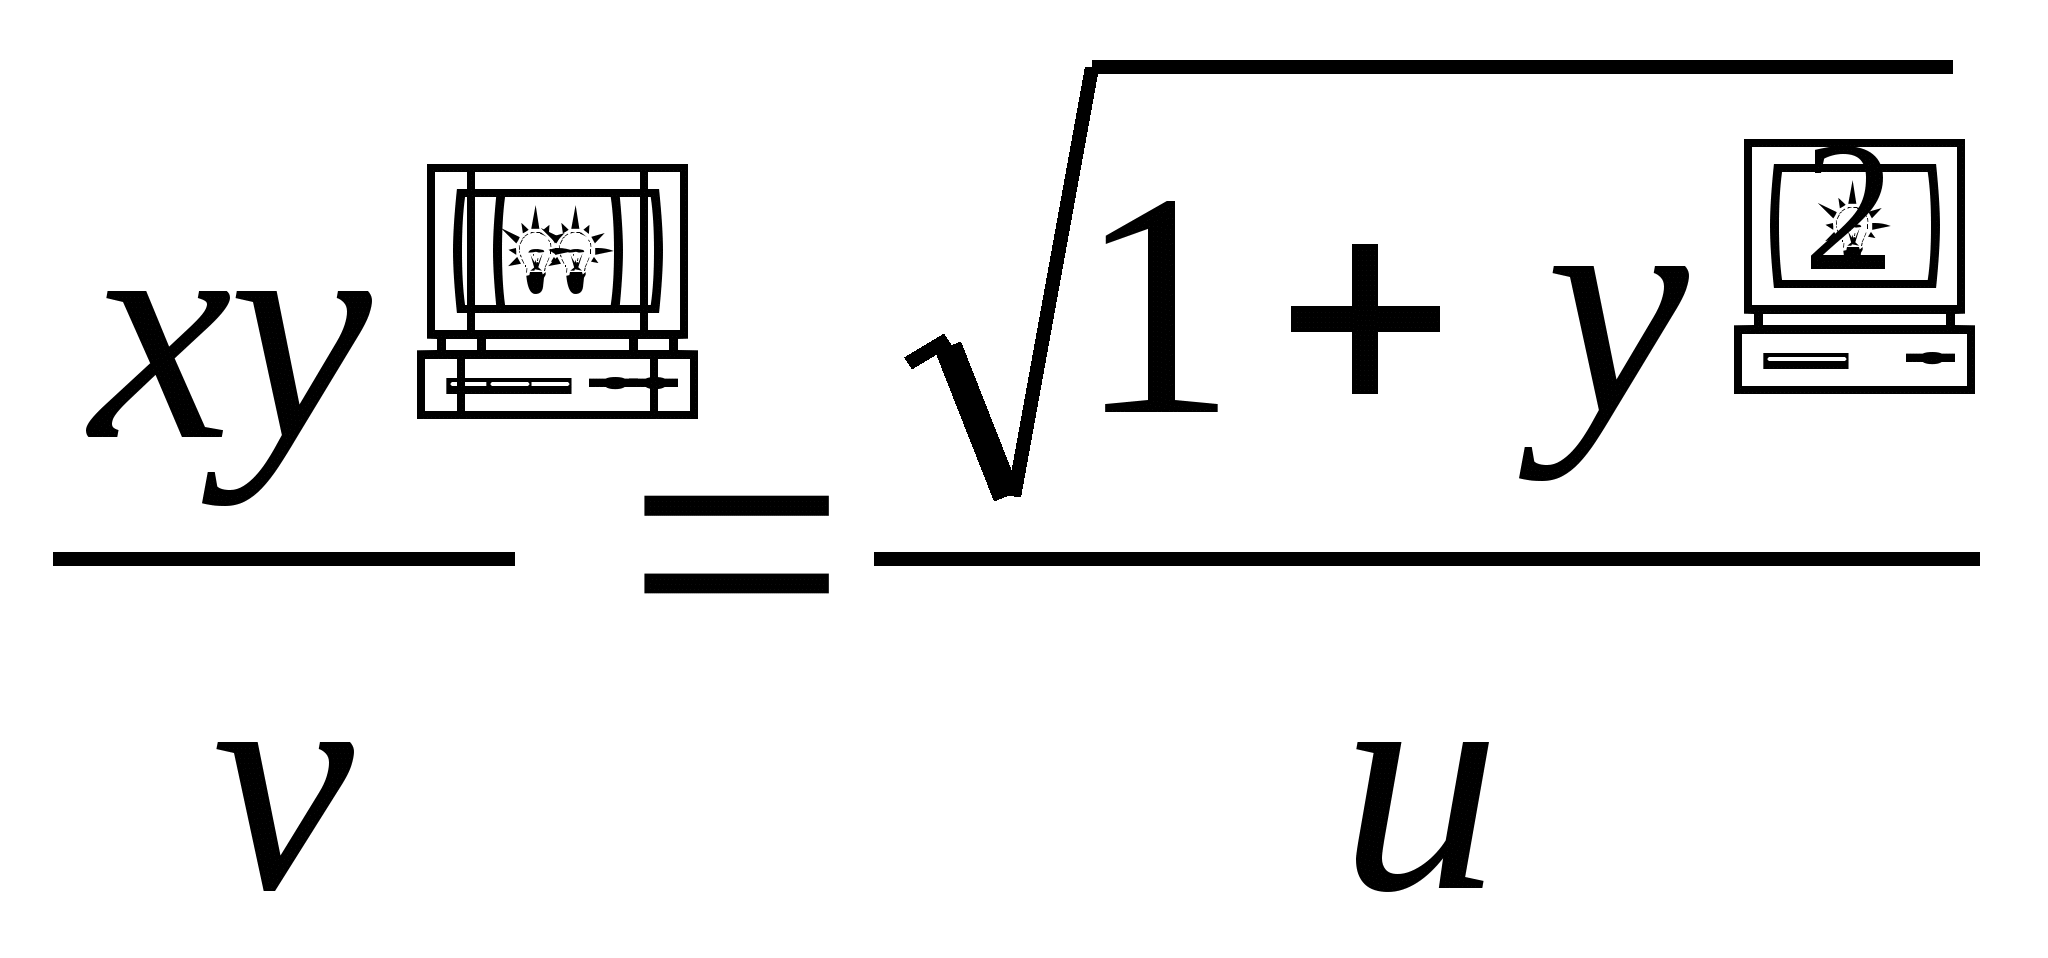 xy / v = √(1 + y 2) / u